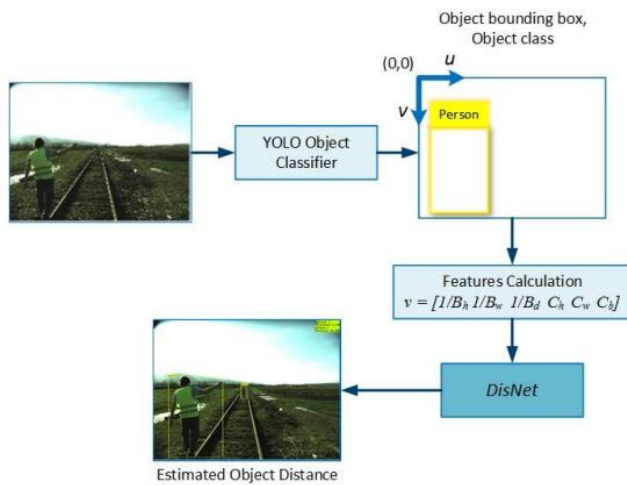 Object bounding box,
Object class
(0,0)
u
v
Person
YOLO Object
Classifier
Features Calculation
v = [1/Bₕ 1/B𝓌 1/B𝒹 Cₕ C𝓌 C_b]
DisNet
Estimated Object Distance